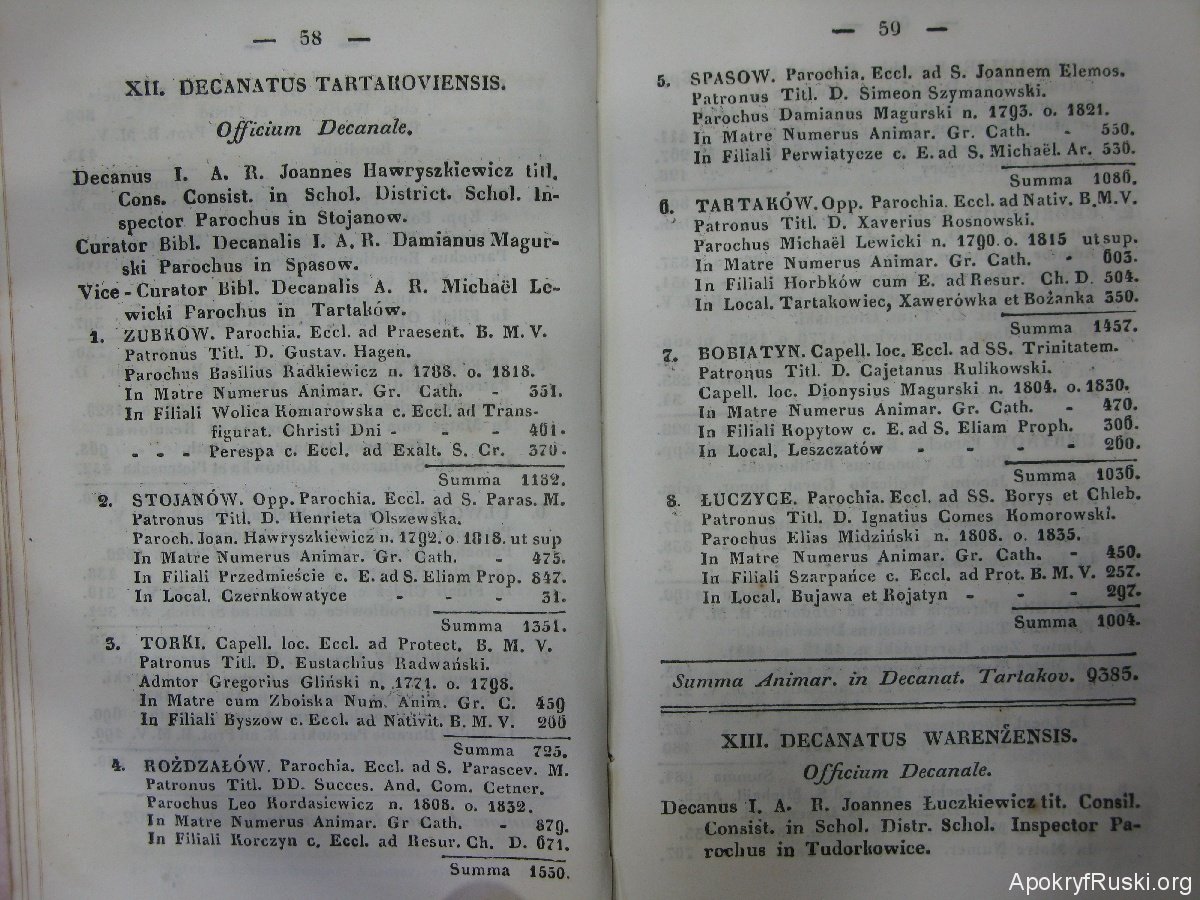 — 58 —
XII. DECANATUS TARTAKOVIENSIS.
Officium Decanale.
Decanus I. A. R. Joannes Hawryszkiewicz titl.
Cons. Consist. in Schol. District. Schol. In-
spector Parochus in Stojanow.
Curator Bibl. Decanalis I. A. R. Damianus Magur-
ski Parochus in Spasow.
Vice-Curator Bibl. Decanalis A. R. Michaël Le-
wicki Parochus in Tartaków.
1. ZUBKOW. Parochia. Eccl. ad Praesent. B. M. V.
Patronus Titl. D. Gustav. Hagen.
Parochus Basilius Radkiewicz n. 1788. o. 1818.
In Matre Numerus Animar. Gr. Cath. - 351.
In Filiali Wolica Komarowska c. Eccl. ad Trans-
figurat. Christi Dni - - - 461.
- - - Perespa c. Eccl. ad Exalt. S. Cr. 370.
Summa 1182.
2. STOJANÓW. Opp. Parochia. Eccl. ad S. Paras. M.
Patronus Titl. D. Henrieta Olszewska.
Paroch. Joan. Hawryszkiewicz n. 1792. o. 1818. ut sup
In Matre Numerus Animar. Gr. Cath. - 475.
In Filiali Przedmieście c. E. ad S. Eliam Prop. 847.
In Local. Czernkowatyce - - - 31.
Summa 1351.
3. TORKI. Capell. loc. Eccl. ad Protect. B. M. V.
Patronus Titl. D. Eustachius Radwański.
Admtor Gregorius Gliński n. 1771. o. 1798.
In Matre cum Zboiska Num. Anim. Gr. C. 459
In Filiali Byszow c. Eccl. ad Nativit. B. M. V. 266
Summa 725.
4. ROŻDZAŁÓW. Parochia. Eccl. ad S. Parascev. M.
Patronus Titl. DD. Succes. And. Com. Cetner.
Parochus Leo Kordasiewicz n. 1808. o. 1832.
In Matre Numerus Animar. Gr Cath. - 879.
In Filiali Korczyn c. Eccl. ad Resur. Ch. D. 671.
Summa 1550.
— 59 —
5. SPASOW. Parochia. Eccl. ad S. Joannem Elemos.
Patronus Titl. D. Simeon Szymanowski.
Parochus Damianus Magurski n. 1793. o. 1821.
In Matre Numerus Animar. Gr. Cath. - 550.
In Filiali Perwiatycze c. E. ad S. Michaël. Ar. 536.
Summa 1086.
6. TARTAKÓW. Opp. Parochia. Eccl. ad Nativ. B.M.V.
Patronus Titl. D. Xaverius Rosnowski.
Parochus Michaël Lewicki n. 1790. o. 1815 ut sup.
In Matre Numerus Animar. Gr. Cath. - 603.
In Filiali Horbków cum E. ad Resur. Ch. D. 504.
In Local. Tartakowiec, Xawerówka et Bożanka 350.
Summa 1457.
7. BOBIATYN. Capell. loc. Eccl. ad SS. Trinitatem.
Patronus Titl. D. Cajetanus Kulikowski.
Capell. loc. Dionysius Magurski n. 1804. o. 1830.
In Matre Numerus Animar. Gr. Cath. - 470.
In Filiali Kopytow c. E. ad S. Eliam Proph. 306.
In Local. Leszczatów - - - - 260.
Summa 1036.
8. ŁUCZYCE. Parochia. Eccl. ad SS. Borys et Chleb.
Patronus Titl. D. Ignatius Comes Komorowski.
Parochus Elias Midziński n. 1808. o. 1835.
In Matre Numerus Animar. Gr. Cath. - 450.
In Filiali Szarpańce c. Eccl. ad Prot. B. M. V. 257.
In Local. Bujawa et Rojatyn - - - 297.
Summa 1004.
Summa Animar. in Decanat. Tartakov. 9385.
XIII. DECANATUS WARENŻENSIS.
Officium Decanale.
Decanus I. A. R. Joannes Łuczkiewicz tit. Consil.
Consist. in Schol. Distr. Schol. Inspector Pa-
rochus in Tudorkowice.
ApokryfRuski.org